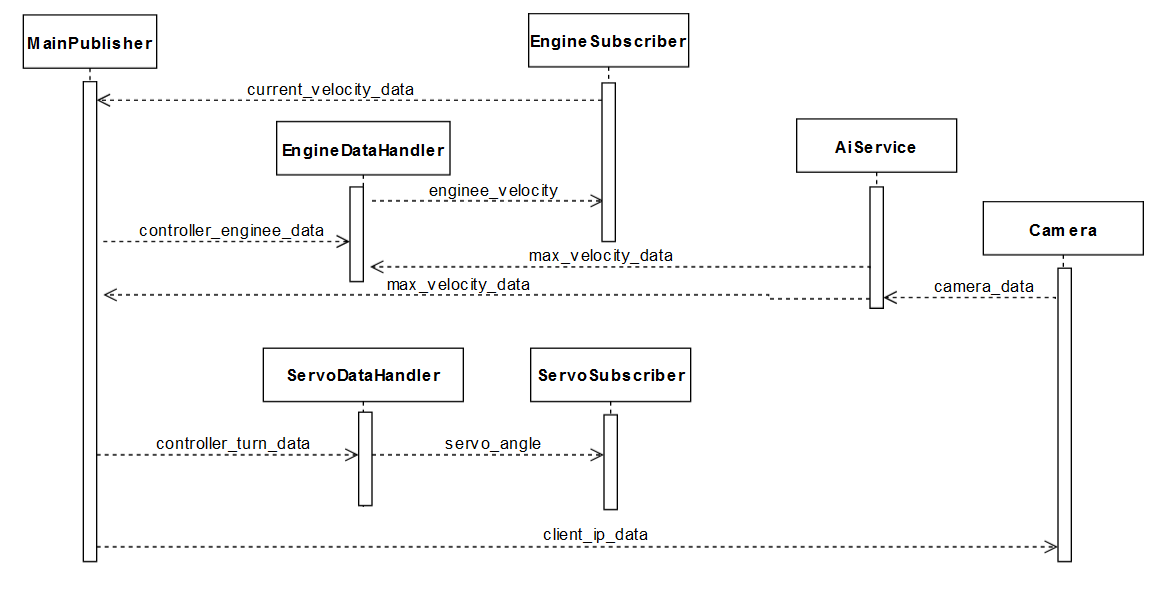 MainPublisher
EngineSubscriber
current_velocity_data
EngineDataHandler
AiService
enginee_velocity
controller_enginee_data
Camera
max_velocity_data
max_velocity_data
camera_data
ServoDataHandler
ServoSubscriber
controller_turn_data
servo_angle
client_ip_data